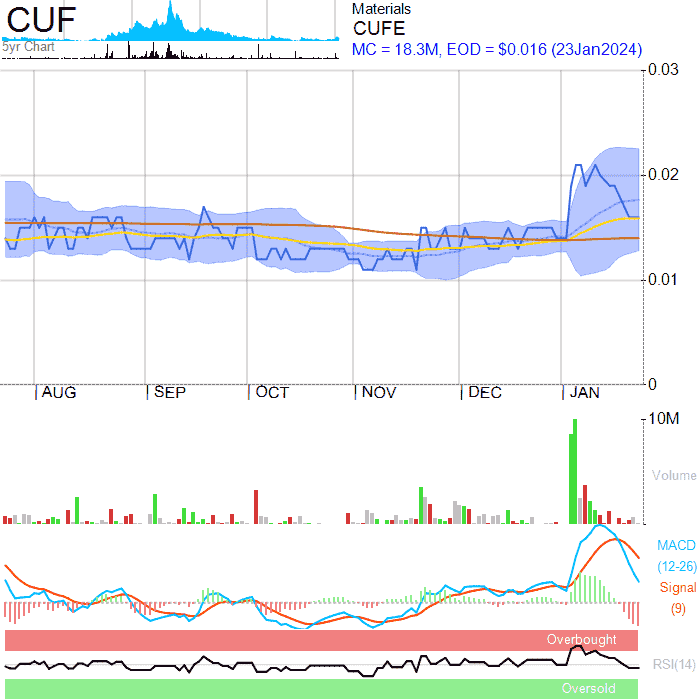 CUF
5yr Chart
Materials
CUFE
MC = 18.3M, EOD = $0.016 (23Jan2024)
0.03
0.02
0.01
0
AUG SEP OCT NOV DEC JAN
10M
Volume
MACD
(12-26)
Signal
(9)
Overbought
RSI(14)
Oversold